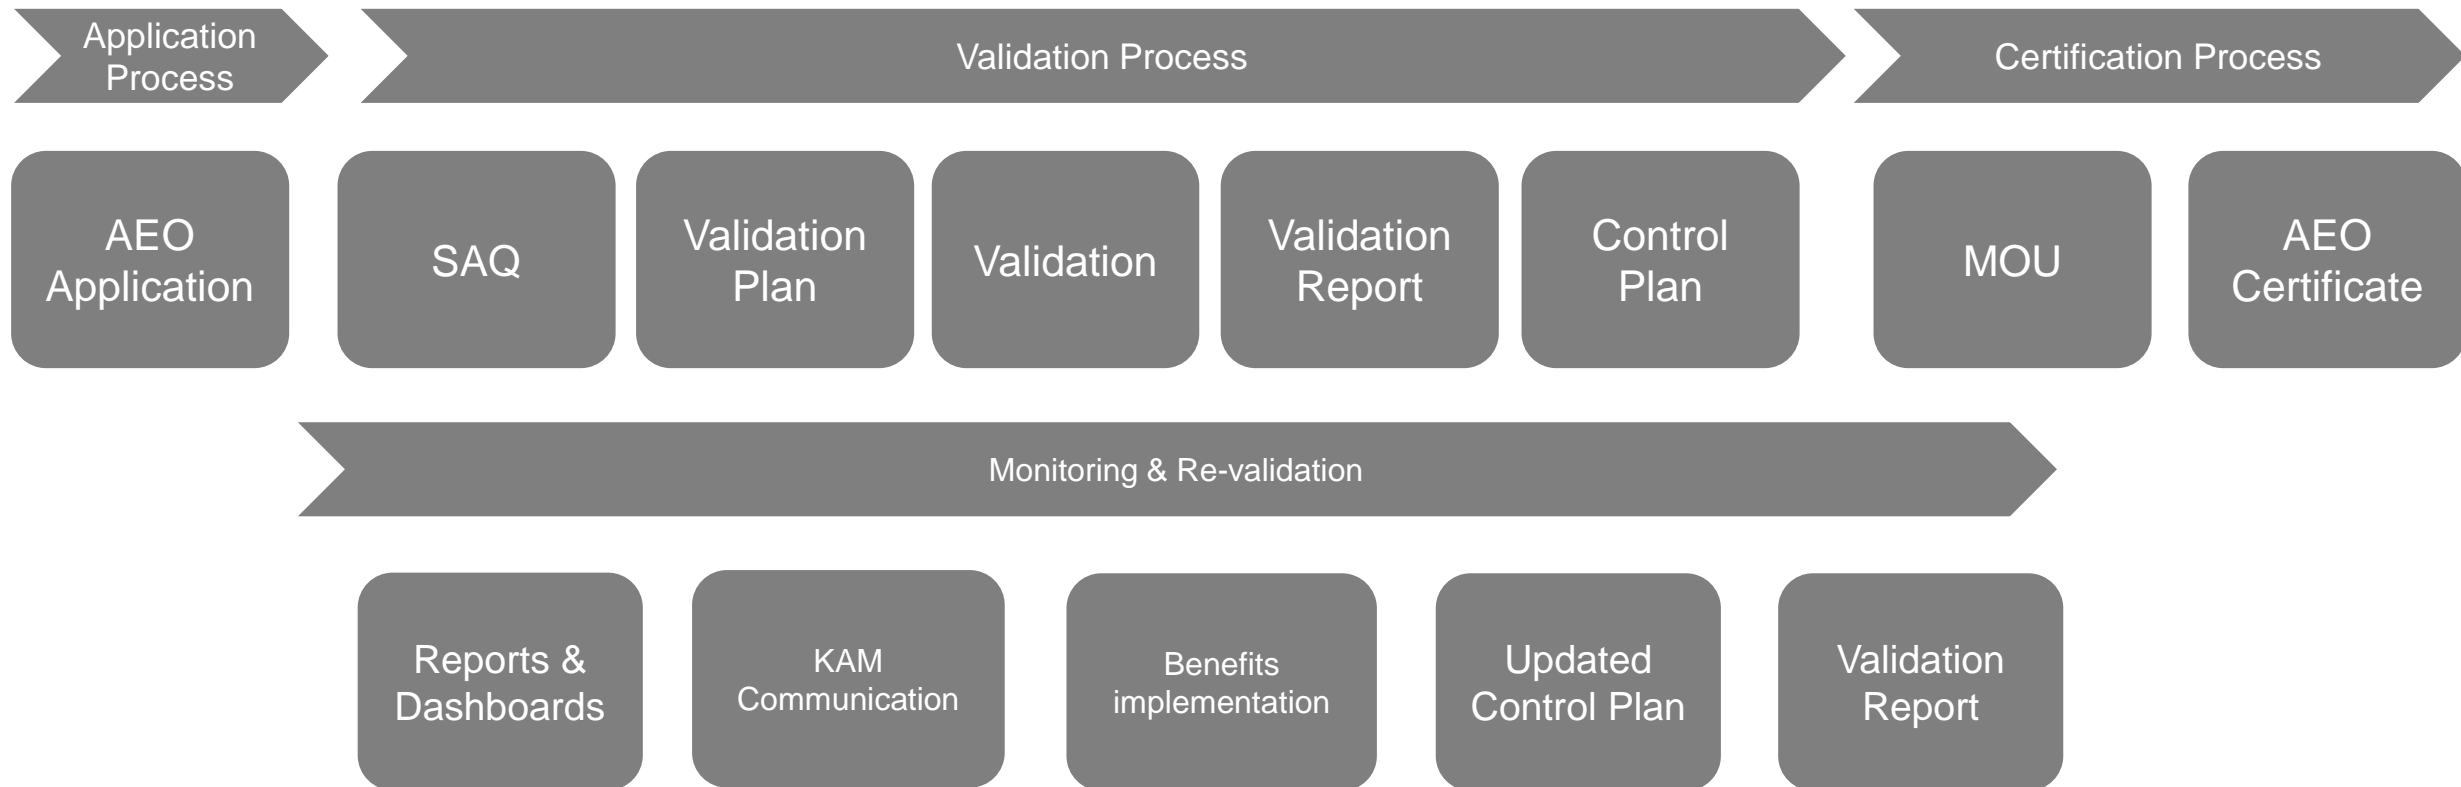 Application
Process
Validation Process
Certification Process
AEO
Application
SAQ
Validation
Plan
Validation
Validation
Report
Control
Plan
MOU
AEO
Certificate
Monitoring & Re-validation
Reports &
Dashboards
KAM
Communication
Benefits
implementation
Updated
Control Plan
Validation
Report